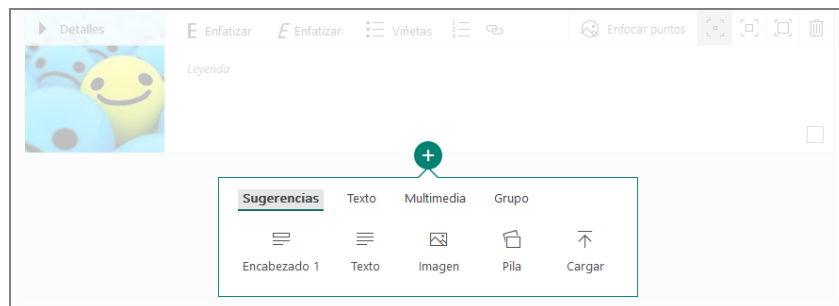 Detalles E Enfatizar E Enfatizar Viñetas Enfocar puntos
Leyenda
Sugerencias Texto Multimedia Grupo
Encabezado 1 Texto Imagen Pila Cargar